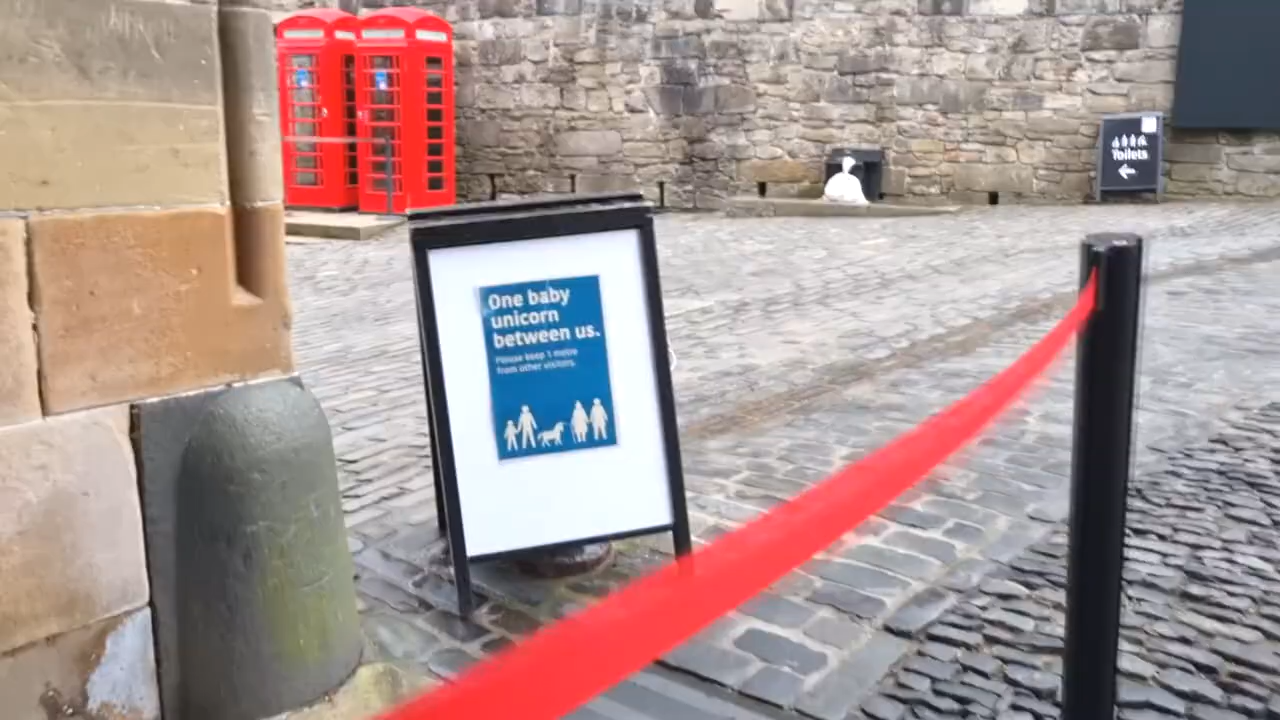 One baby
unicorn
between us.
Please keep 1 metre
from other visitors.
Toilets